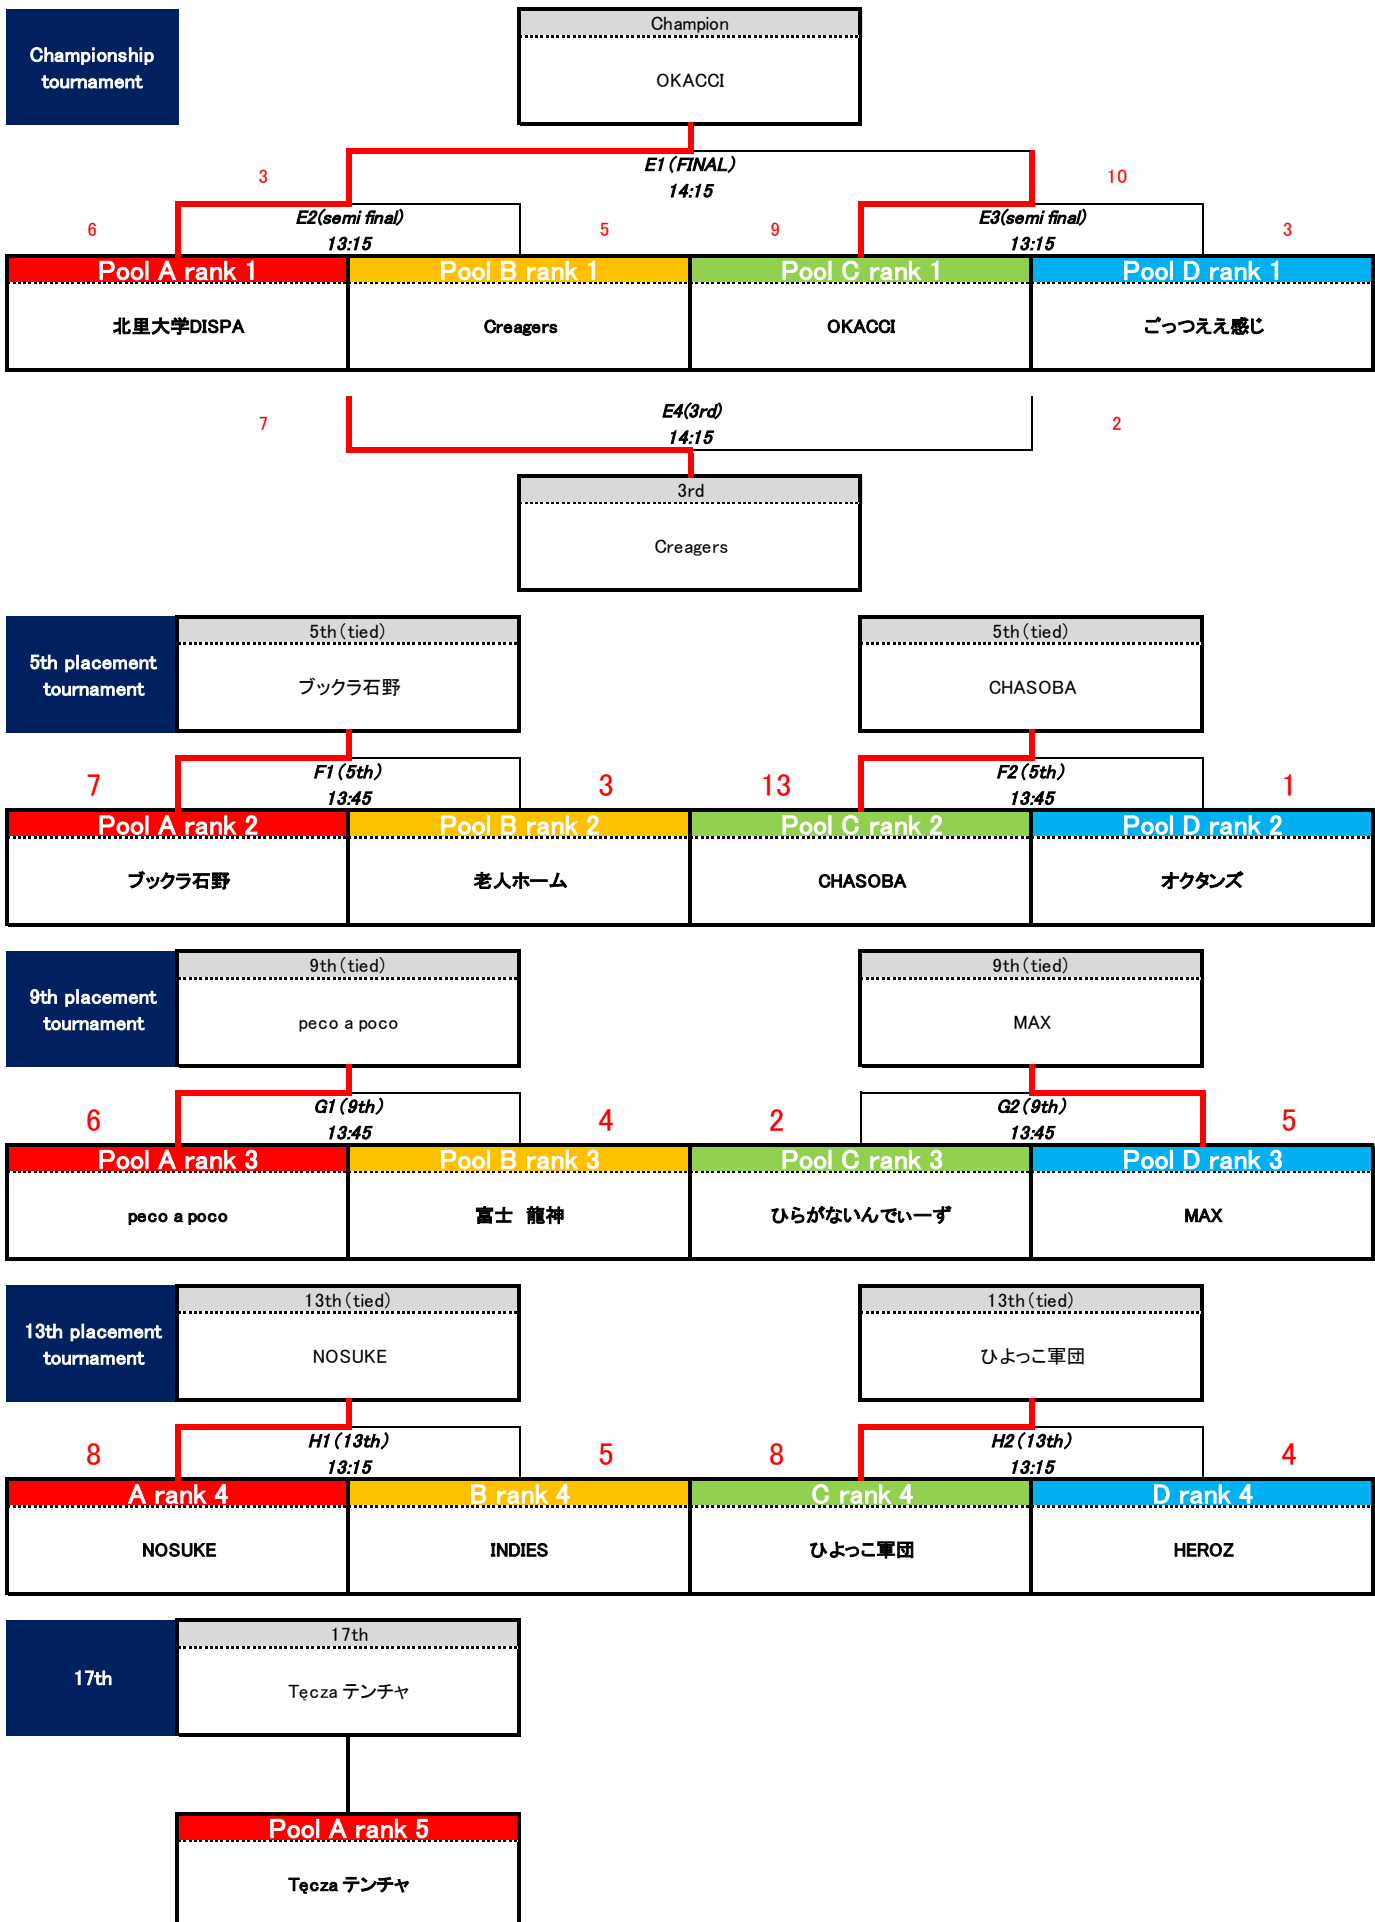 Champion
Championship
tournament
OKACCI
E1(FINAL)
3
10
14:15
E2(semi final)
E3(semi final)
6
5
9
3
13:15
13:15
Pool A rank 1
Pool B rank 1
Pool C rank 1
Pool D rank 1
北里大学DISPA
Creagers
OKACCI
ごっつええ感じ
E4(3rd)
7
2
14:15
3rd
Creagers
5th(tied)
5th(tied)
5th placement
tournament
ブックラ石野
CHASOBA
F1(5th)
F2(5th)
7
3
13
1
13:45
13:45
Pool A rank 2
Pool B rank 2
Pool C rank 2
Pool D rank 2
ブックラ石野
老人ホーム
CHASOBA
オクタンズ
9th(tied)
9th(tied)
9th placement
tournament
peco a poco
MAX
G1(9th)
G2(9th)
6
4
2
5
13:45
13:45
Pool A rank 3
Pool B rank 3
Pool C rank 3
Pool D rank 3
peco a poco
富士　龍神
ひらがないんでぃーず
MAX
13th(tied)
13th(tied)
13th placement
tournament
NOSUKE
ひよっこ軍団
H1(13th)
H2(13th)
8
5
8
4
13:15
13:15
A rank 4
B rank 4
C rank 4
D rank 4
NOSUKE
INDIES
ひよっこ軍団
HEROZ
17th
17th
Tęcza テンチャ
Pool A rank 5
Tęcza テンチャ